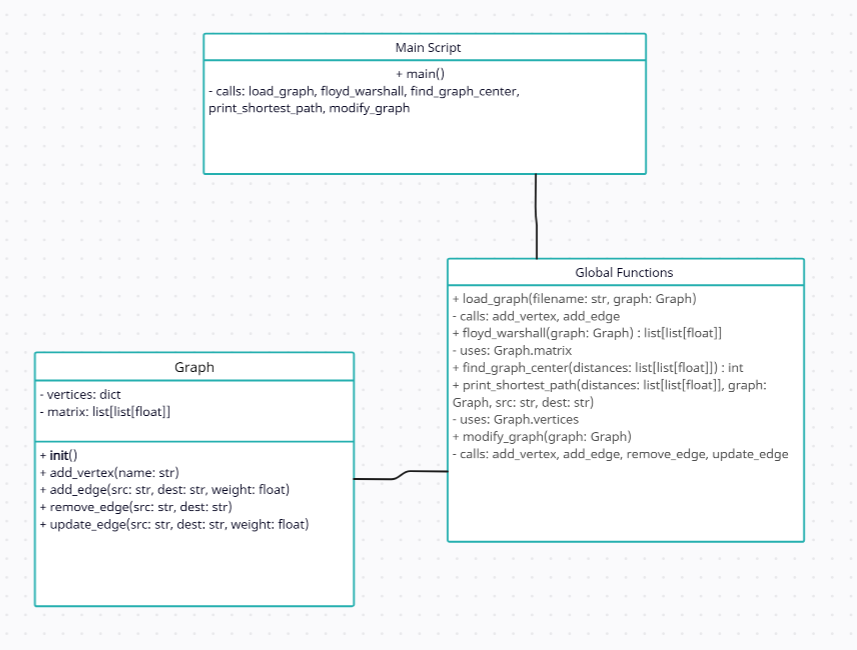 Main Script
+ main()
- calls: load_graph, floyd_warshall, find_graph_center,
print_shortest_path, modify_graph
Global Functions
+ load_graph(filename: str, graph: Graph)
- calls: add_vertex, add_edge
+ floyd_warshall(graph: Graph) : list[list[float]]
- uses: Graph.matrix
+ find_graph_center(distances: list[list[float]]) : int
+ print_shortest_path(distances: list[list[float]], graph:
Graph, src: str, dest: str)
- uses: Graph.vertices
+ modify_graph(graph: Graph)
- calls: add_vertex, add_edge, remove_edge, update_edge
Graph
- vertices: dict
- matrix: list[list[float]]
+ init()
+ add_vertex(name: str)
+ add_edge(src: str, dest: str, weight: float)
+ remove_edge(src: str, dest: str)
+ update_edge(src: str, dest: str, weight: float)